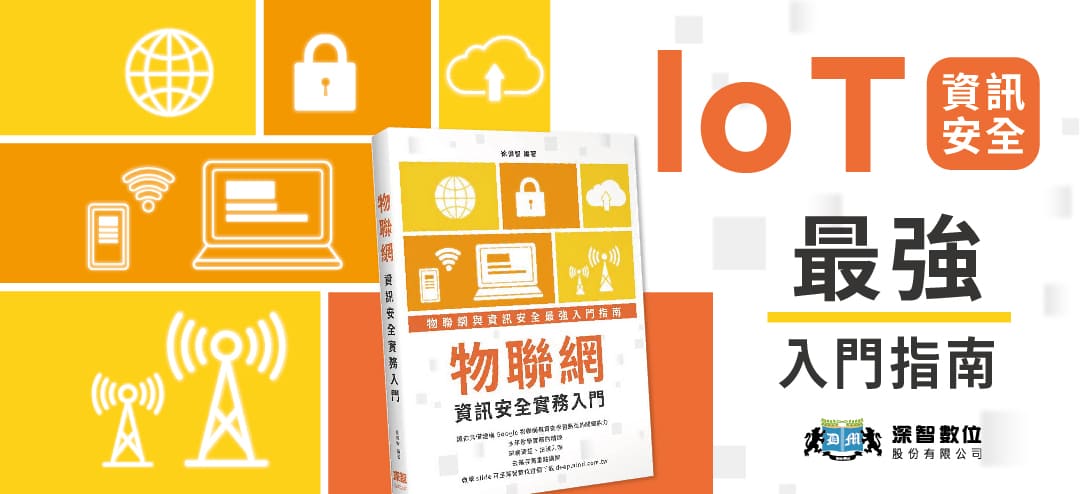 IoT
資訊
安全
最強
入門指南
DM
深智數位
股份有限公司
編著
物聯網
資訊安全實務入門
物聯網與資訊安全最強入門指南
物聯網
資訊安全實務入門